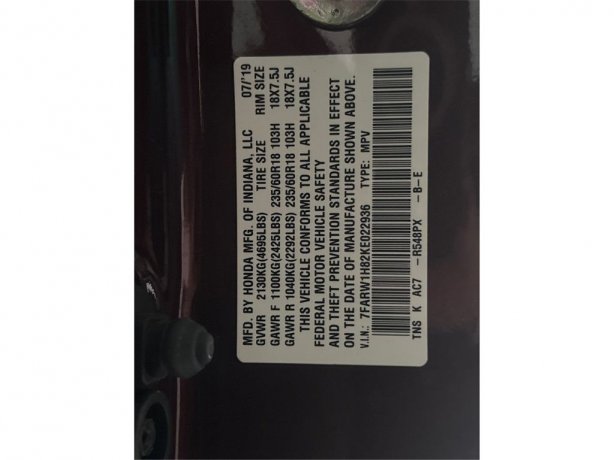 MFD. BY HONDA MFG. OF INDIANA, LLC 07/'19
GVWR 2130KG(4695LBS) TIRE SIZE RIM SIZE
GAWR F 1100KG(2425LBS) 235/60R18 103H 18X7.5J
GAWR R 1040KG(2292LBS) 235/60R18 103H 18X7.5J
THIS VEHICLE CONFORMS TO ALL APPLICABLE
FEDERAL MOTOR VEHICLE SAFETY
AND THEFT PREVENTION STANDARDS IN EFFECT
ON THE DATE OF MANUFACTURE SHOWN ABOVE.
V.I.N.: 7FARW1H82KE022936 TYPE: MPV
TNS K AC7 -R548PX -B-E